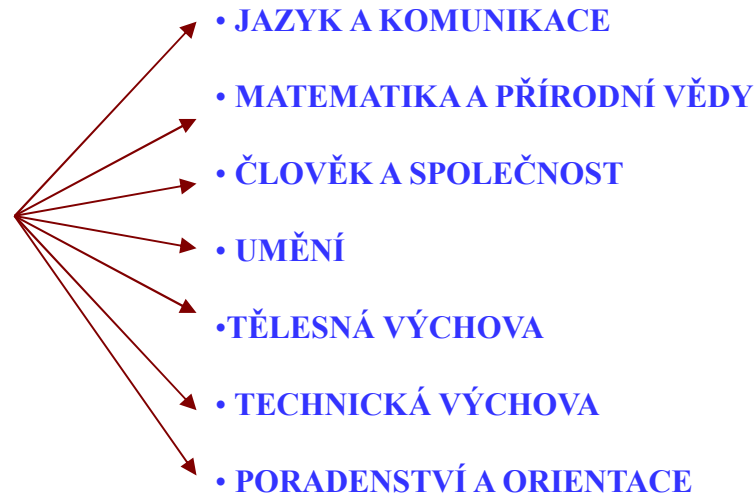 • JAZYK A KOMUNIKACE
• MATEMATIKA A PŘÍRODNÍ VĚDY
• ČLOVĚK A SPOLEČNOST
• UMĚNÍ
•TĚLESNÁ VÝCHOVA
• TECHNICKÁ VÝCHOVA
• PORADENSTVÍ A ORIENTACE